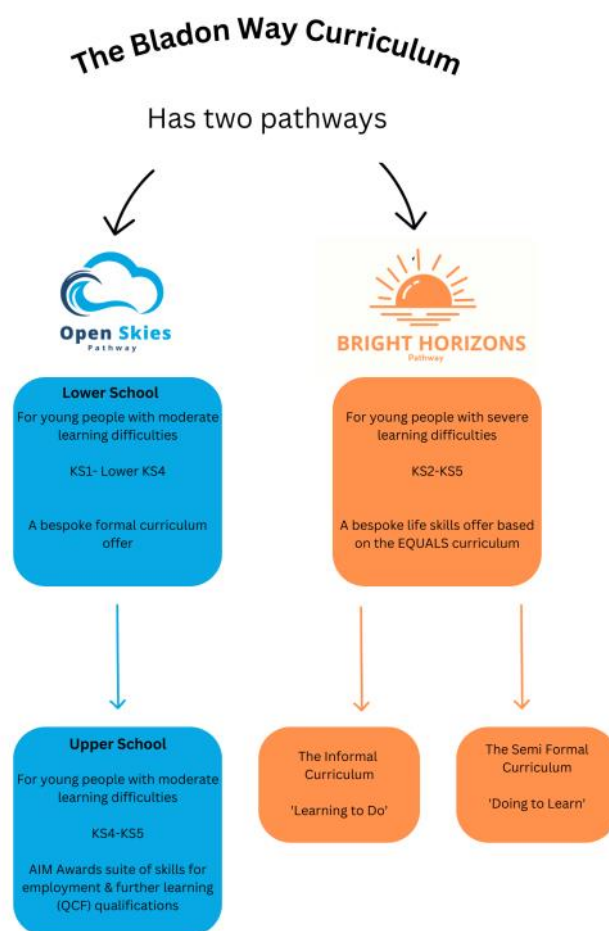 The Bladon Way Curriculum
Has two pathways
Open Skies
Pathway
Lower School
For young people with moderate
learning difficulties
KS1- Lower KS4
A bespoke formal curriculum
offer
Upper School
For young people with moderate
learning difficulties
KS4-KS5
AIM Awards suite of skills for
employment & further learning
(QCF) qualifications
BRIGHT HORIZONS
Pathway
For young people with severe
learning difficulties
KS2-KS5
A bespoke life skills offer based
on the EQUALS curriculum
The Informal
Curriculum
'Learning to Do'
The Semi Formal
Curriculum
'Doing to Learn'